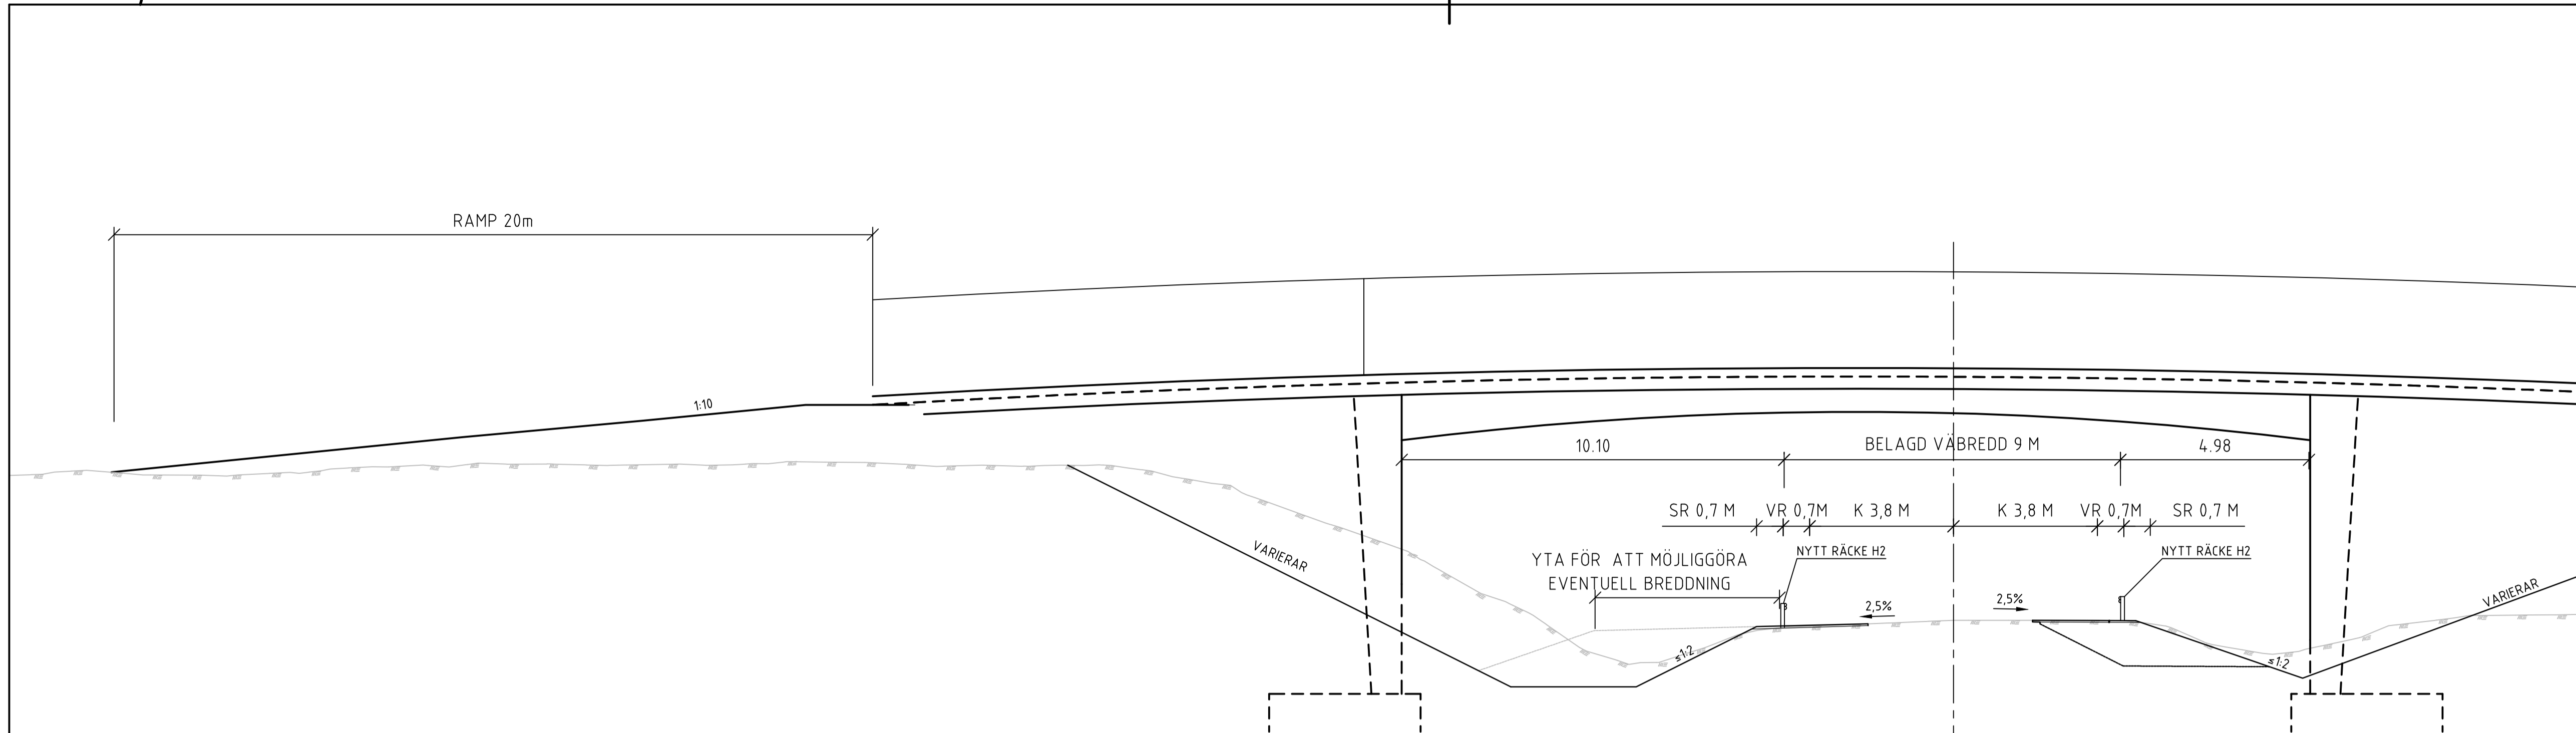 RAMP 20m
1:10
10.10
BELAGD VÄBREDD 9 M
4.98
SR 0,7 M
VR 0,7M
K 3,8 M
K 3,8 M
VR 0,7M
SR 0,7 M
YTA FÖR ATT MÖJLIGGÖRA
EVENTUELL BREDDNING
NYTT RÄCKE H2
NYTT RÄCKE H2
VARIERAR
2,5%
2,5%
VARIERAR
≤1:2
≤1:2